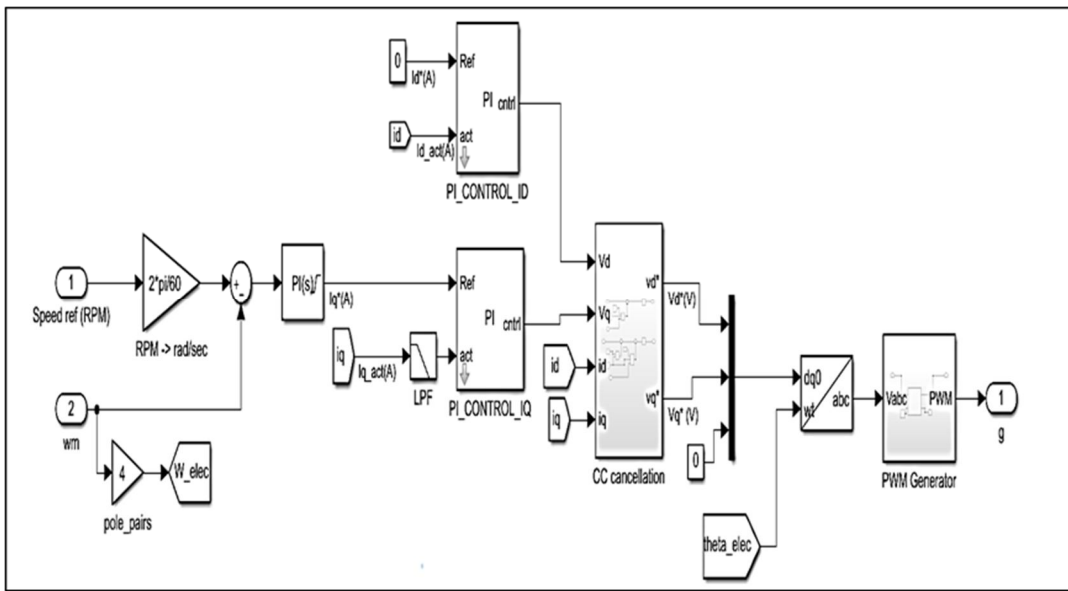 0
Id*(A)
Ref
id
Id_act(A)
act
PI
cntrl
PI_CONTROL_ID
1
Speed ref (RPM)
2*pi/60
RPM -> rad/sec
+
-
PI(s)
Iq*(A)
iq
Iq_act(A)
LPF
Ref
act
PI
cntrl
PI_CONTROL_IQ
2
wm
4
pole_pairs
W_elec
id
iq
Vd
Vq
id
iq
vd*
vq*
CC cancellation
Vd*(V)
Vq* (V)
0
theta_elec
dq0
wt
abc
Vabc
PWM
PWM Generator
1
g